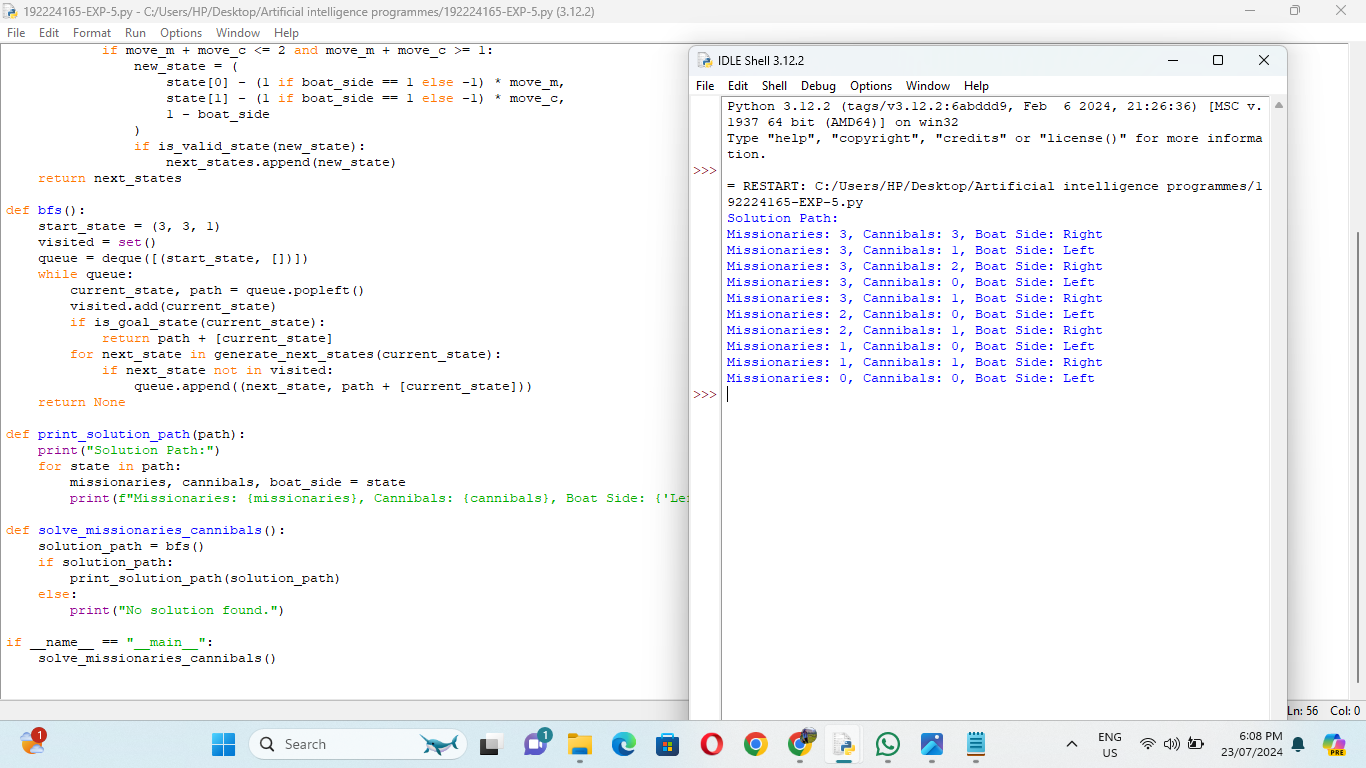 192224165-EXP-5.py - C:/Users/HP/Desktop/Artificial intelligence programmes/192224165-EXP-5.py (3.12.2)
File Edit Format Run Options Window Help
            if move_m + move_c <= 2 and move_m + move_c >= 1:
                new_state = (
                    state[0] - (1 if boat_side == 1 else -1) * move_m,
                    state[1] - (1 if boat_side == 1 else -1) * move_c,
                    1 - boat_side
                )
                if is_valid_state(new_state):
                    next_states.append(new_state)
    return next_states
def bfs():
    start_state = (3, 3, 1)
    visited = set()
    queue = deque([(start_state, [])])
    while queue:
        current_state, path = queue.popleft()
        visited.add(current_state)
        if is_goal_state(current_state):
            return path + [current_state]
        for next_state in generate_next_states(current_state):
            if next_state not in visited:
                queue.append((next_state, path + [current_state]))
    return None
def print_solution_path(path):
    print("Solution Path:")
    for state in path:
        missionaries, cannibals, boat_side = state
        print(f"Missionaries: {missionaries}, Cannibals: {cannibals}, Boat Side: {'Le
def solve_missionaries_cannibals():
    solution_path = bfs()
    if solution_path:
        print_solution_path(solution_path)
    else:
        print("No solution found.")
if __name__ == "__main__":
    solve_missionaries_cannibals()
IDLE Shell 3.12.2
File Edit Shell Debug Options Window Help
Python 3.12.2 (tags/v3.12.2:6abddd9, Feb  6 2024, 21:26:36) [MSC v.
1937 64 bit (AMD64)] on win32
Type "help", "copyright", "credits" or "license()" for more informa
tion.
>>>
= RESTART: C:/Users/HP/Desktop/Artificial intelligence programmes/1
92224165-EXP-5.py
Solution Path:
Missionaries: 3, Cannibals: 3, Boat Side: Right
Missionaries: 3, Cannibals: 1, Boat Side: Left
Missionaries: 3, Cannibals: 2, Boat Side: Right
Missionaries: 3, Cannibals: 0, Boat Side: Left
Missionaries: 3, Cannibals: 1, Boat Side: Right
Missionaries: 2, Cannibals: 0, Boat Side: Left
Missionaries: 2, Cannibals: 1, Boat Side: Right
Missionaries: 1, Cannibals: 0, Boat Side: Left
Missionaries: 1, Cannibals: 1, Boat Side: Right
Missionaries: 0, Cannibals: 0, Boat Side: Left
>>>
Ln: 56 Col: 0
1
Search
1
ENG
US
6:08 PM
23/07/2024
PRE